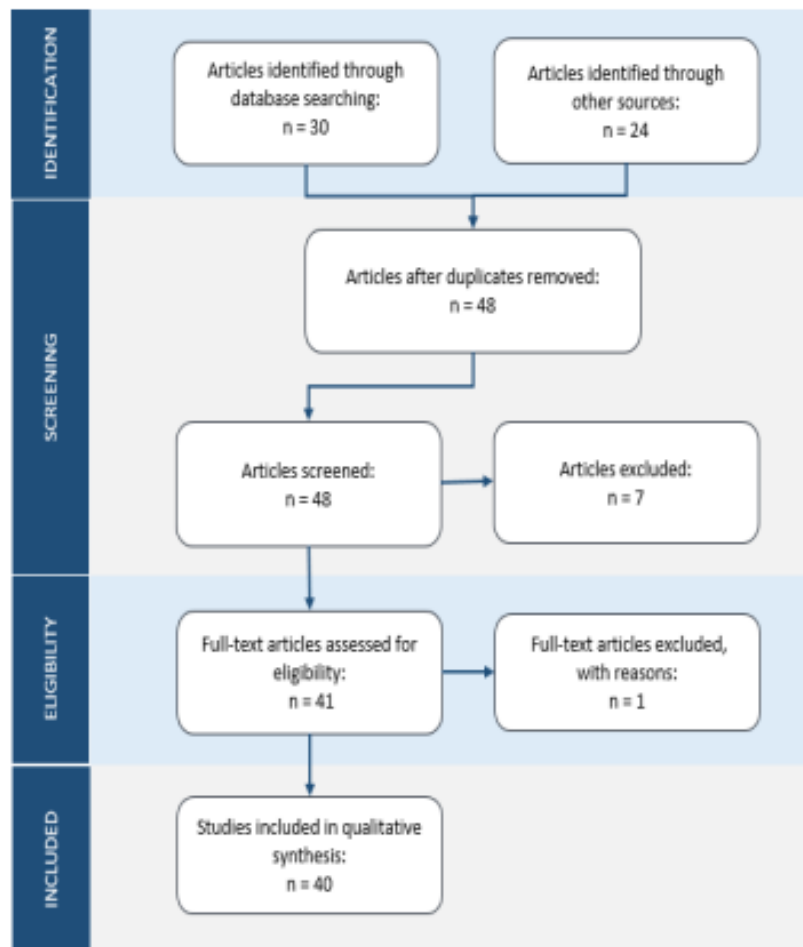 IDENTIFICATION
Articles identified through
database searching:
n = 30
Articles identified through
other sources:
n = 24
SCREENING
Articles after duplicates removed:
n = 48
Articles screened:
n = 48
Articles excluded:
n = 7
ELIGIBILITY
Full-text articles assessed for
eligibility:
n = 41
Full-text articles excluded,
with reasons:
n = 1
INCLUDED
Studies included in qualitative
synthesis:
n = 40